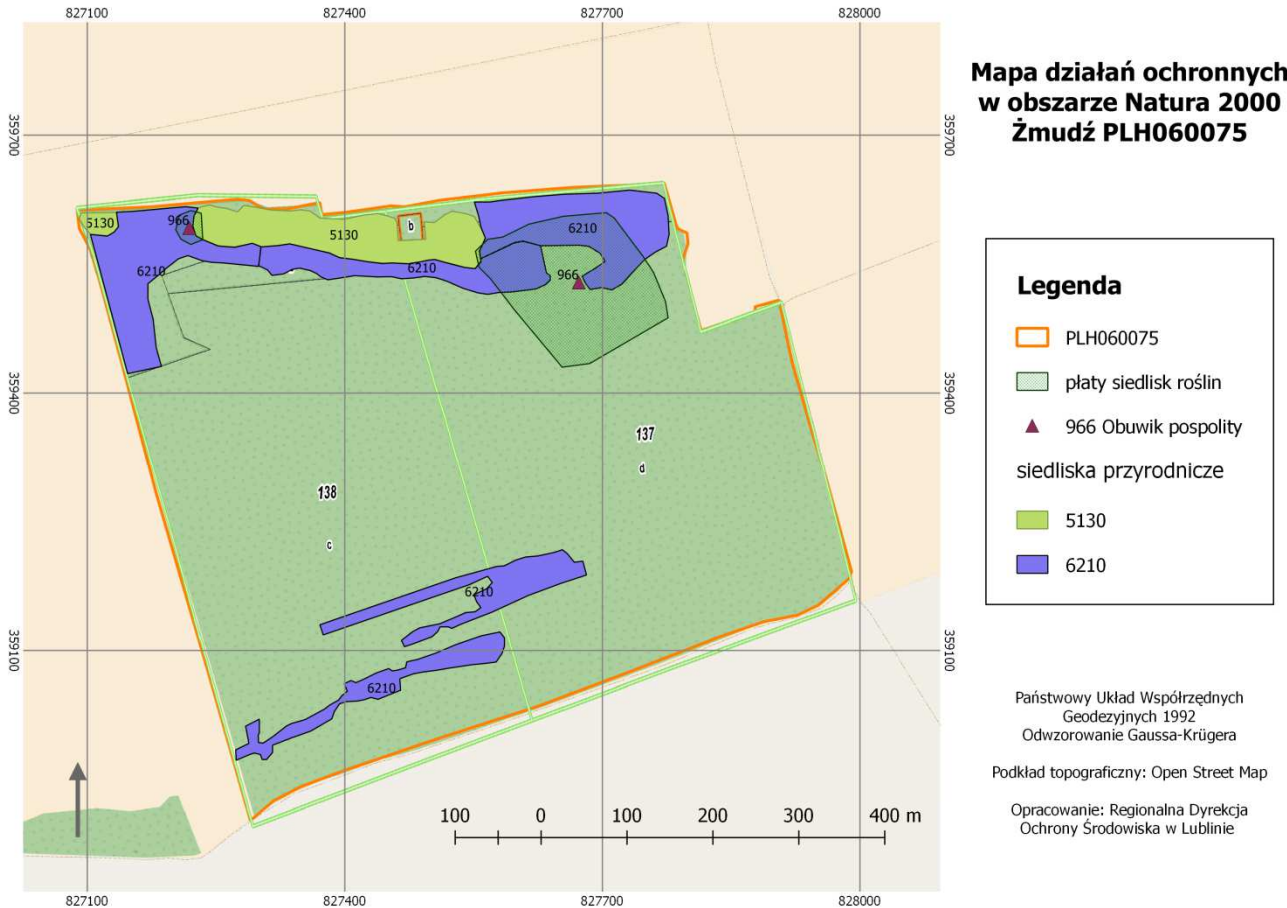 827100
827400
827700
828000
Mapa działań ochronnych
w obszarze Natura 2000
Żmudź PLH060075
359700
359700
5130
966
5130
b
6210
6210
6210
966
Legenda
PLH060075
płaty siedlisk roślin
966 Obuwik pospolity
siedliska przyrodnicze
5130
6210
359400
359400
137
d
138
c
6210
359100
359100
6210
Państwowy Układ Współrzędnych
Geodezyjnych 1992
Odwzorowanie Gaussa-Krügera
Podkład topograficzny: Open Street Map
Opracowanie: Regionalna Dyrekcja
Ochrony Środowiska w Lublinie
100 0 100 200 300 400 m
827100
827400
827700
828000